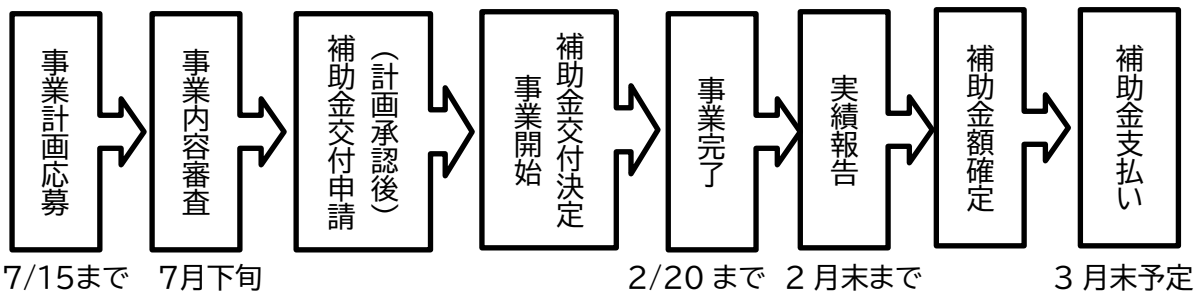 事業計画応募
事業内容審査
（計画承認後）
補助金交付申請
補助金交付決定
事業開始
事業完了
実績報告
補助金額確定
補助金支払い
7/15まで
7月下旬
2/20 まで
2 月末まで
3 月末予定